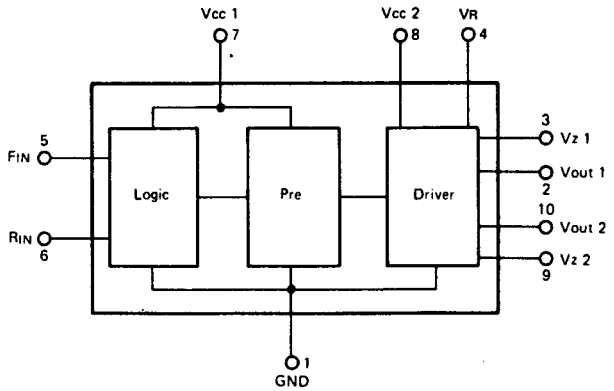 Vcc 1
7
Vcc 2
8
VR
4
5
FIN
RIN
6
Logic
Pre
Driver
3
Vz 1
Vout 1
2
10
Vout 2
Vz 2
9
1
GND